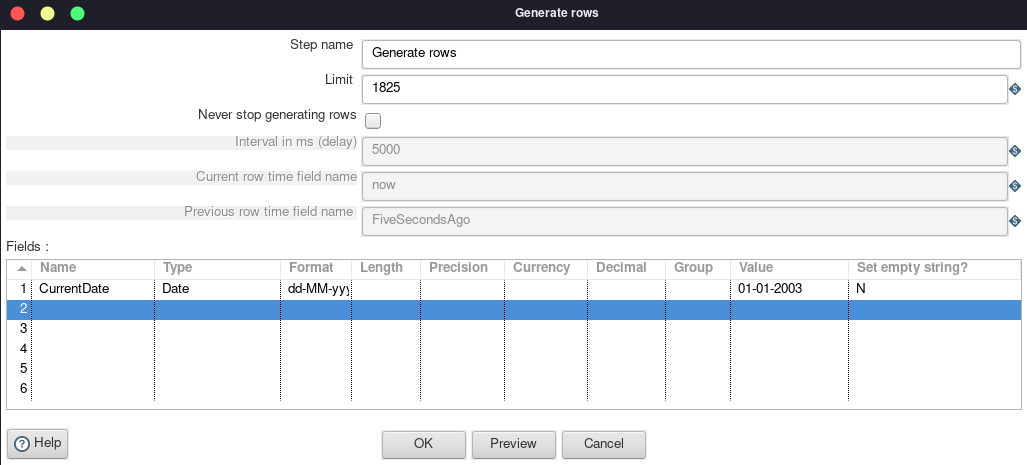 Generate rows
Step name Generate rows
Limit 1825
Never stop generating rows
Interval in ms (delay) 5000
Current row time field name now
Previous row time field name FiveSecondsAgo
Fields :
Name Type Format Length Precision Currency Decimal Group Value Set empty string?
1 CurrentDate Date dd-MM-yyy 01-01-2003 N
2
3
4
5
6
Help OK Preview Cancel